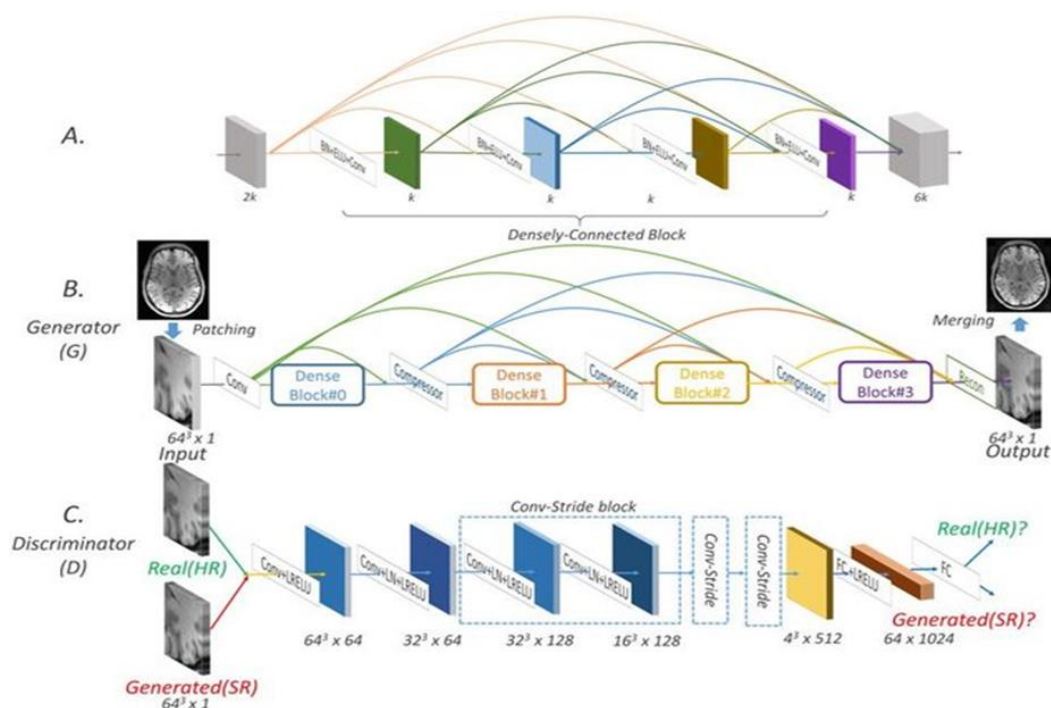 A.
BN+ELU+Conv
BN+ELU+Conv
BN+ELU+Conv
BN+ELU+Conv
2k
k
k
k
k
6k
Densely-Connected Block
B.
Generator
(G)
Patching
Merging
Conv
Dense
Block#0
Compressor
Dense
Block#1
Compressor
Dense
Block#2
Compressor
Dense
Block#3
Recon
64³ x 1
Input
64³ x 1
Output
C.
Discriminator
(D)
Conv-Stride block
Real(HR)
Conv+LRELU
Conv+LN+LRELU
Conv+LN+LRELU
Conv+LN+LRELU
Conv-Stride
Conv-Stride
FC+LRELU
FC
Real(HR)?
Generated(SR)?
64³ x 64
32³ x 64
32³ x 128
16³ x 128
4³ x 512
64 x 1024
Generated(SR)
64³ x 1